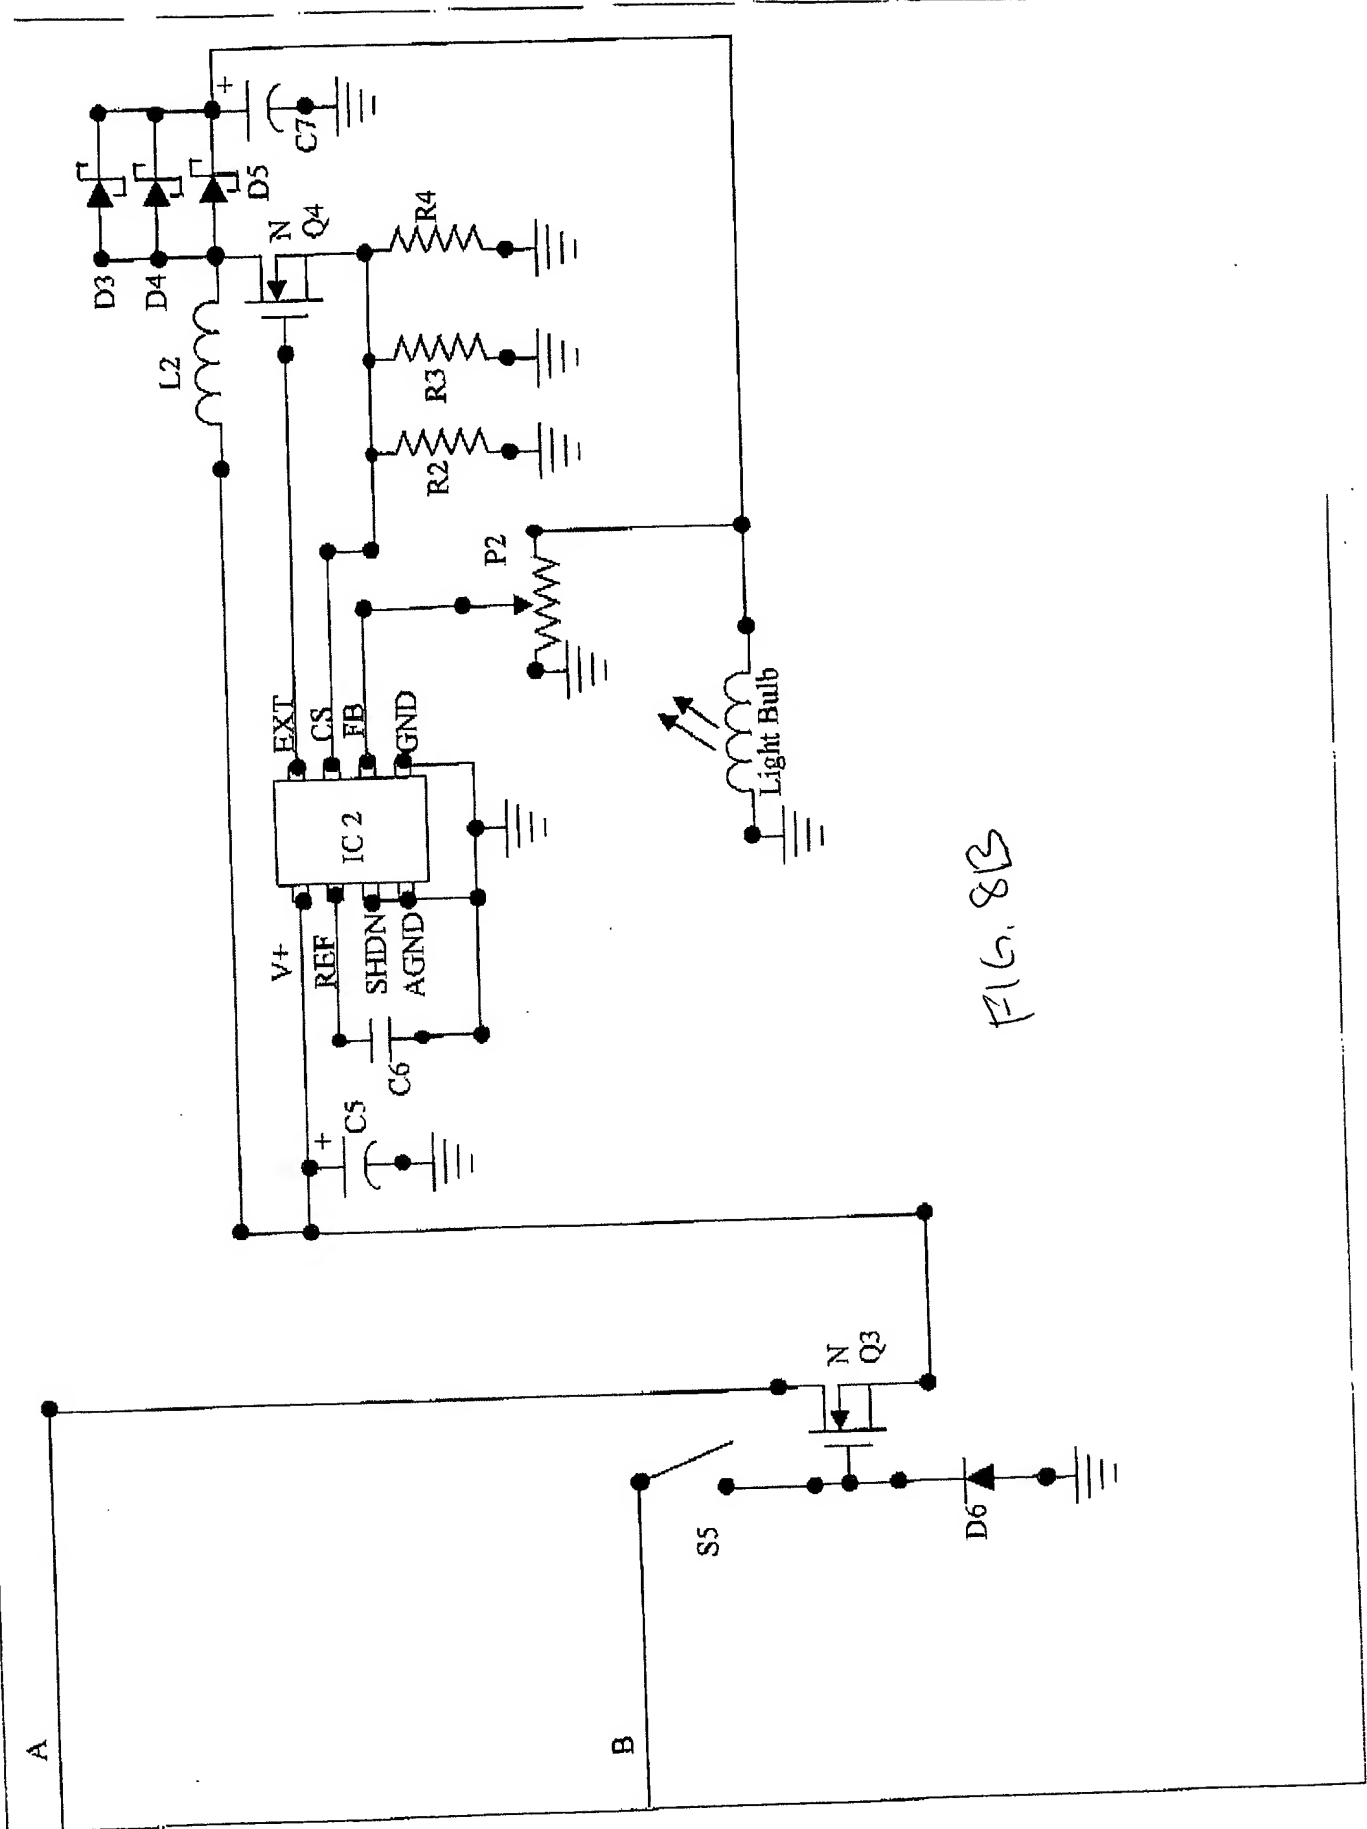 A
B
S5
D6
N
Q3
+
C5
C6
V+
REF
SHDN
AGND
IC 2
EXT
CS
FB
GND
L2
D3
D4
D5
+
C7
N
Q4
R2
R3
R4
P2
Light Bulb
FIG. 8B